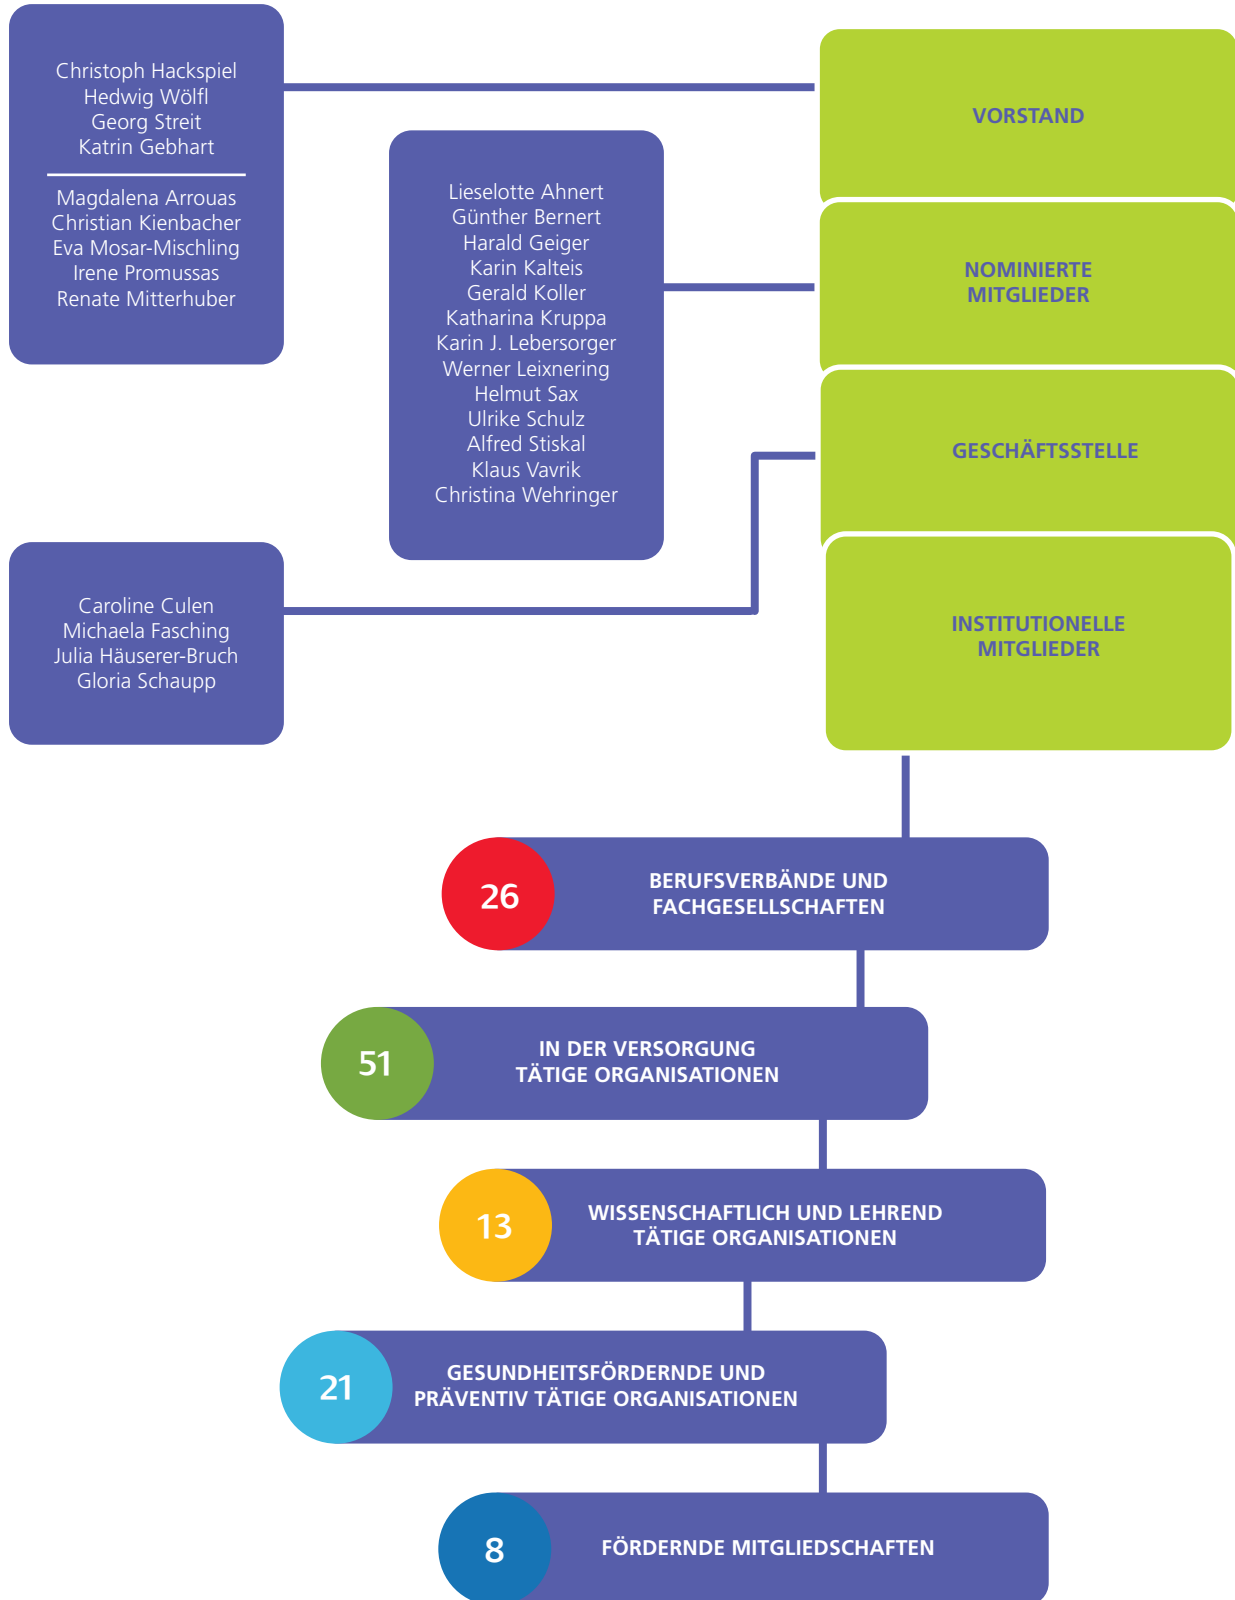 Christoph Hackspiel
Hedwig Wölfl
Georg Streit
Katrin Gebhart
Magdalena Arrouas
Christian Kienbacher
Eva Mosar-Mischling
Irene Promussas
Renate Mitterhuber
VORSTAND
Lieselotte Ahnert
Günther Bernert
Harald Geiger
Karin Kalteis
Gerald Koller
Katharina Kruppa
Karin J. Lebersorger
Werner Leixnering
Helmut Sax
Ulrike Schulz
Alfred Stiskal
Klaus Vavrik
Christina Wehringer
NOMINIERTE
MITGLIEDER
GESCHÄFTSSTELLE
Caroline Culen
Michaela Fasching
Julia Häuserer-Bruch
Gloria Schaupp
INSTITUTIONELLE
MITGLIEDER
26
BERUFSVERBÄNDE UND
FACHGESELLSCHAFTEN
51
IN DER VERSORGUNG
TÄTIGE ORGANISATIONEN
13
WISSENSCHAFTLICH UND LEHREND
TÄTIGE ORGANISATIONEN
21
GESUNDHEITSFÖRDERNDE UND
PRÄVENTIV TÄTIGE ORGANISATIONEN
8
FÖRDERNDE MITGLIEDSCHAFTEN